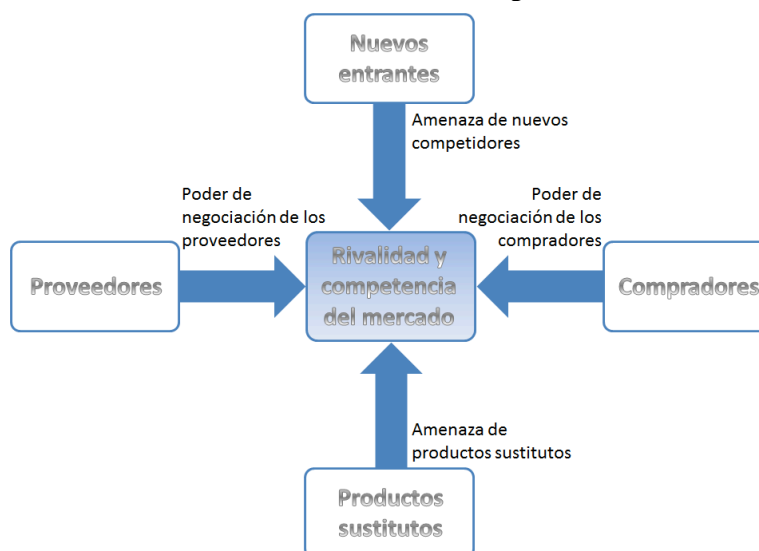 Nuevos
entrantes
Amenaza de nuevos
competidores
Poder de
negociación de los
proveedores
Poder de
negociación de los
compradores
Proveedores
Rivalidad y
competencia
del mercado
Compradores
Amenaza de
productos sustitutos
Productos
sustitutos